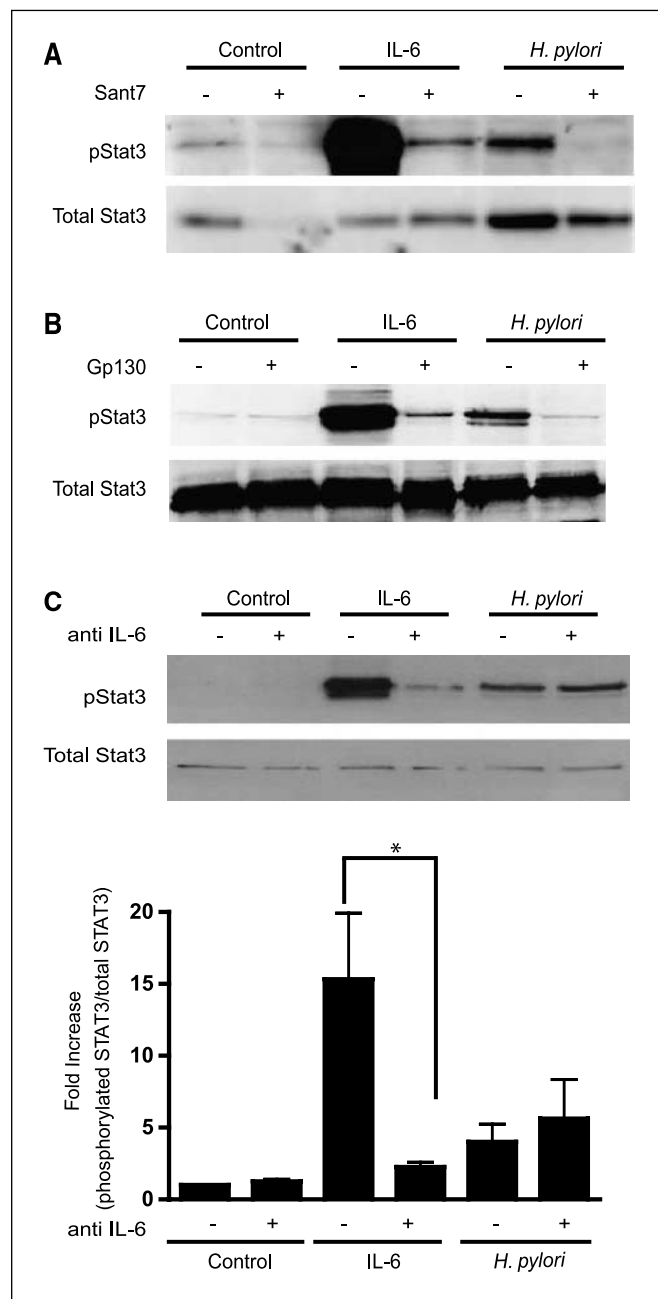 A
Control IL-6 H. pylori
Sant7 - + - + - +
pStat3
Total Stat3
B
Control IL-6 H. pylori
Gp130 - + - + - +
pStat3
Total Stat3
C
Control IL-6 H. pylori
anti IL-6 - + - + - +
pStat3
Total Stat3
*
Fold Increase
(phosphorylated STAT3/total STAT3)
20
15
10
5
0
anti IL-6 - + - + - +
Control IL-6 H. pylori